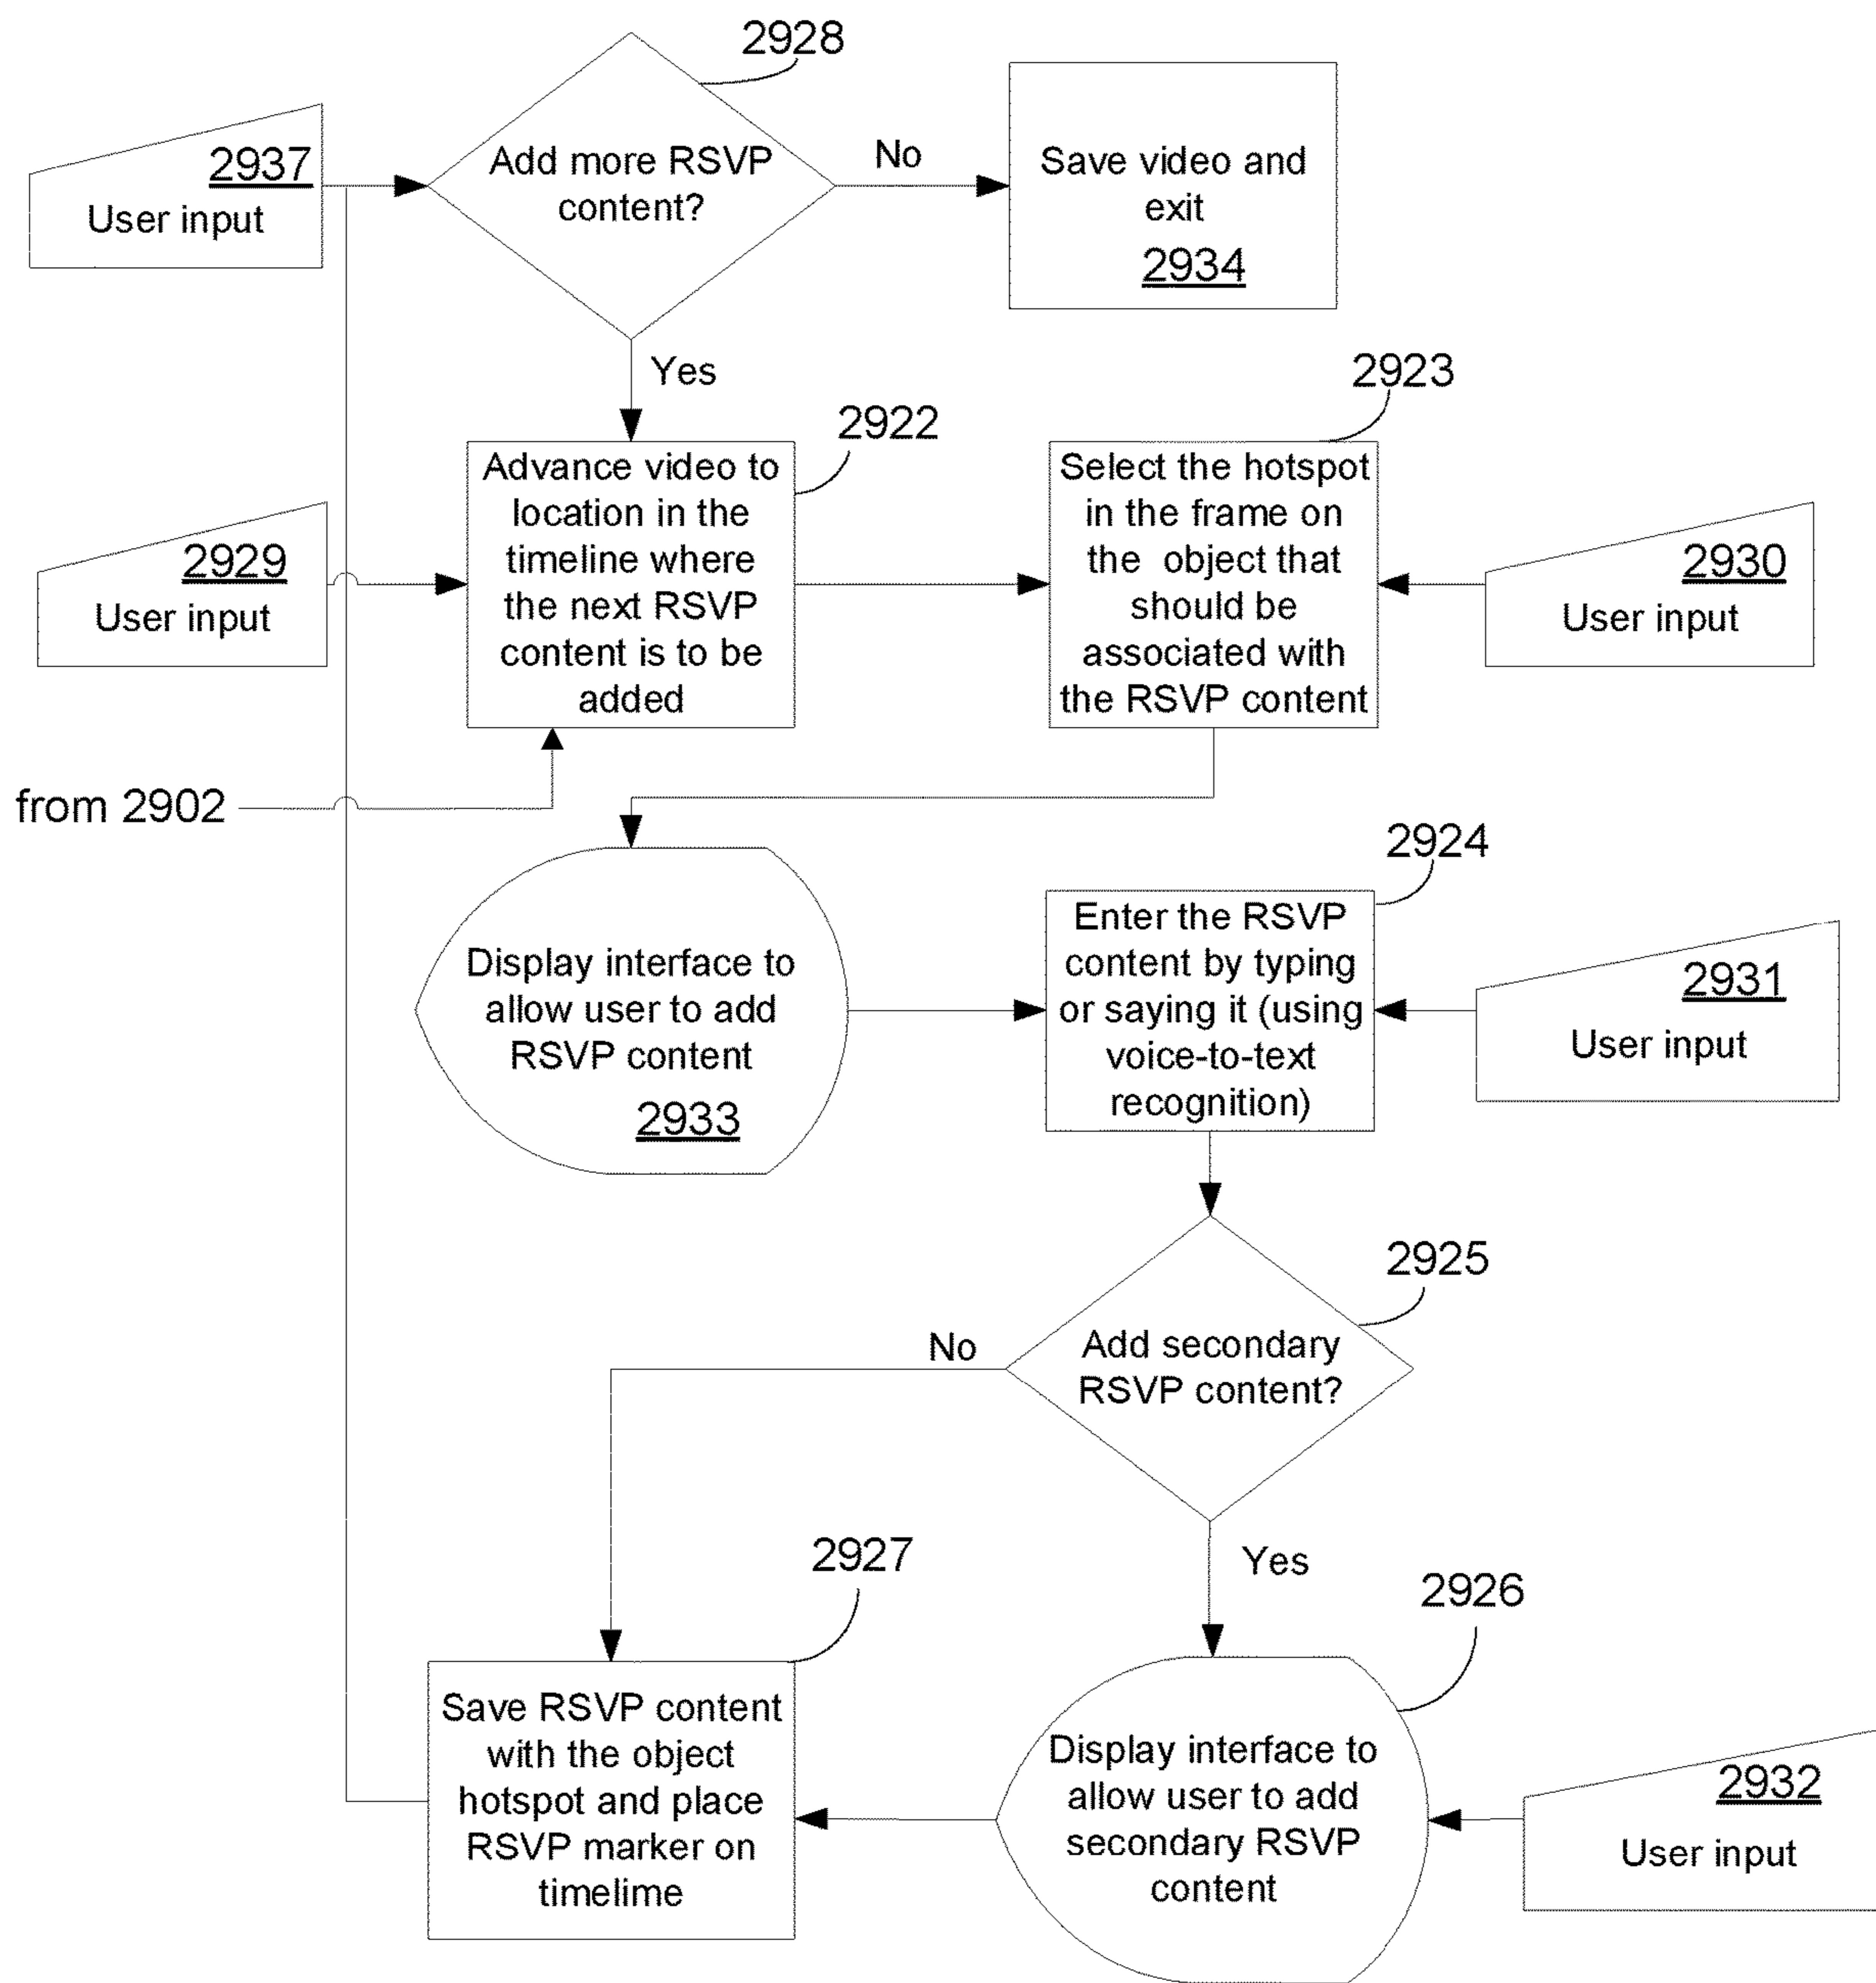 2928
2937
User input
Add more RSVP
content?
No
Save video and
exit
2934
Yes
2922
2923
2929
User input
Advance video to
location in the
timeline where
the next RSVP
content is to be
added
Select the hotspot
in the frame on
the object that
should be
associated with
the RSVP content
2930
User input
from 2902
Display interface to
allow user to add
RSVP content
2933
2924
Enter the RSVP
content by typing
or saying it (using
voice-to-text
recognition)
2931
User input
2925
Add secondary
RSVP content?
No
Yes
2927
2926
Save RSVP content
with the object
hotspot and place
RSVP marker on
timelime
Display interface to
allow user to add
secondary RSVP
content
2932
User input